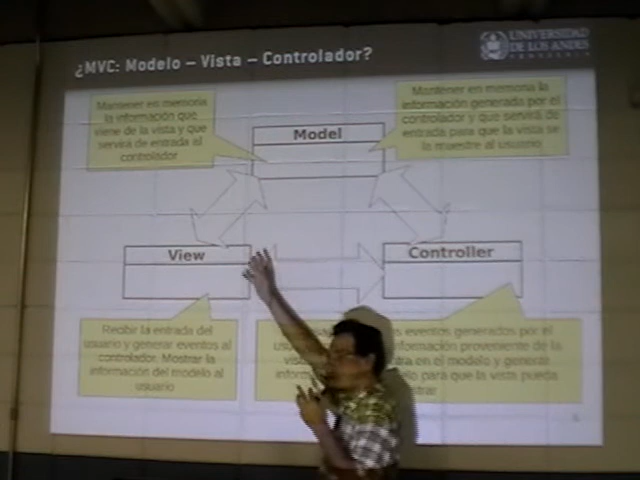 ¿MVC: Modelo – Vista – Controlador?
UNIVERSIDAD
DE LOS ANDES
VENEZUELA
Mantener en memoria
la información que
viene de la vista y que
servirá de entrada al
controlador
Mantener en memoria la
información generada por el
controlador y que servirá de
entrada para que la vista se
la muestre al usuario
Model
View
Controller
Recibir la entrada del
usuario y generar eventos al
controlador. Mostrar la
información del modelo al
usuario
eventos generados por el
información proveniente de la
en el modelo y generar
para que la vista pueda